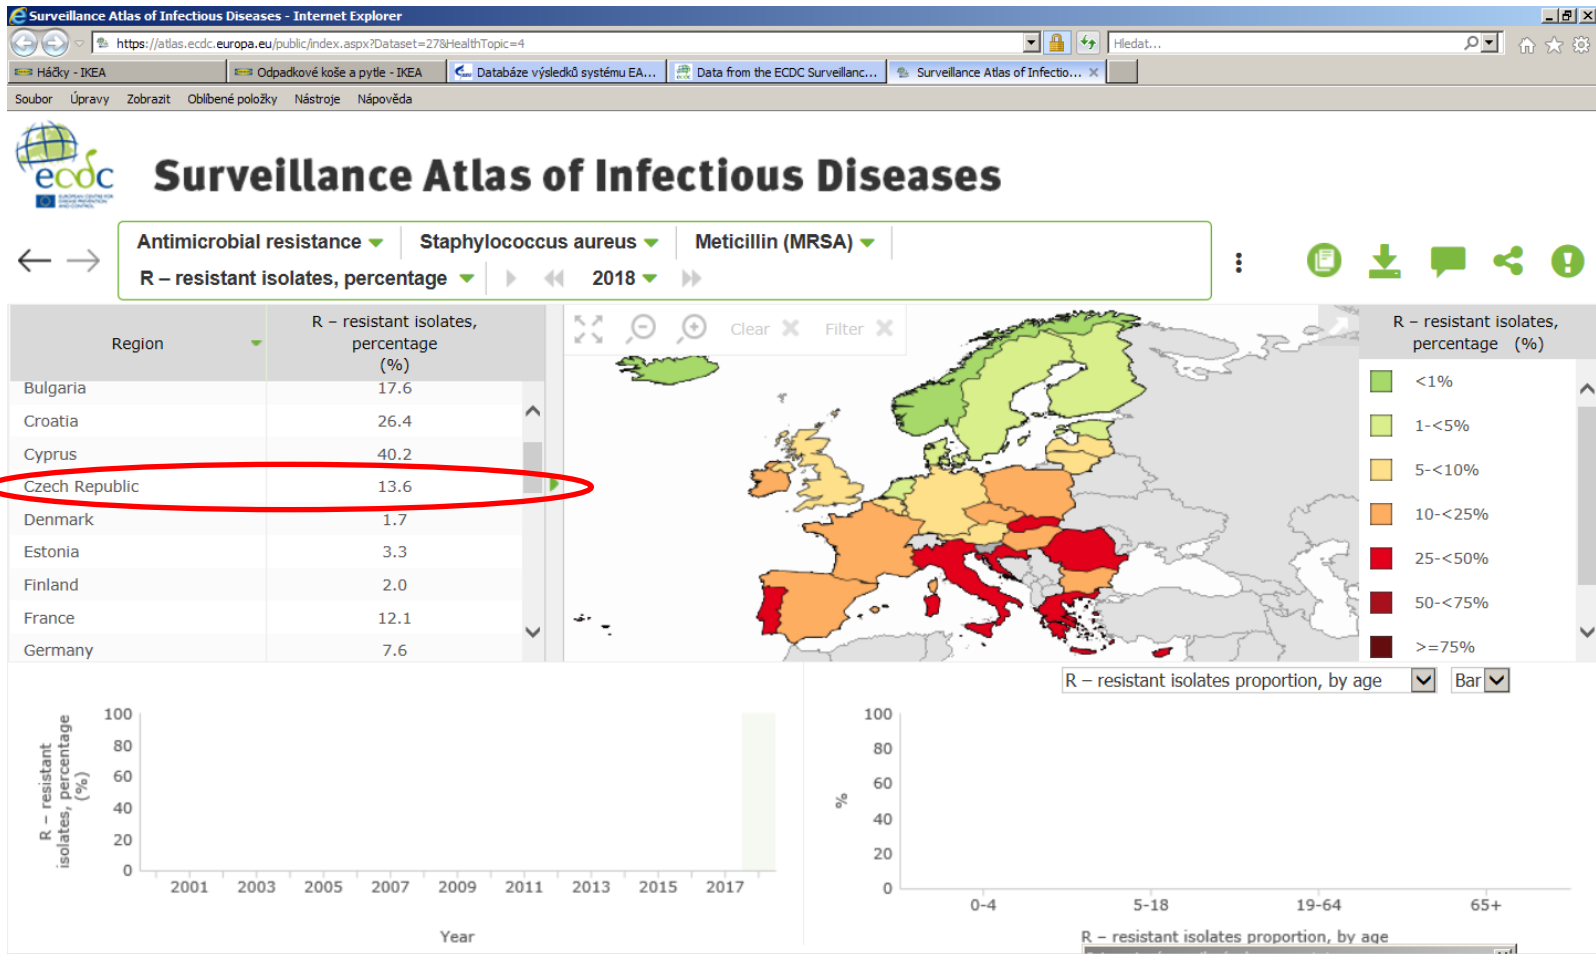 Surveillance Atlas of Infectious Diseases - Internet Explorer
https://atlas.ecdc.europa.eu/public/index.aspx?Dataset=27&HealthTopic=4
Hledat...
Háčky - IKEA
Odpadkové koše a pytle - IKEA
Databáze výsledků systému EA...
Data from the ECDC Surveillanc...
Surveillance Atlas of Infectio...
Soubor Úpravy Zobrazit Oblíbené položky Nástroje Nápověda
ecdc
EUROPEAN CENTRE FOR
DISEASE PREVENTION
AND CONTROL
Surveillance Atlas of Infectious Diseases
Antimicrobial resistance Staphylococcus aureus Meticillin (MRSA)
R – resistant isolates, percentage 2018
Region
R – resistant isolates,
percentage
(%)
Bulgaria 17.6
Croatia 26.4
Cyprus 40.2
Czech Republic 13.6
Denmark 1.7
Estonia 3.3
Finland 2.0
France 12.1
Germany 7.6
Clear Filter
R – resistant isolates,
percentage (%)
<1%
1-<5%
5-<10%
10-<25%
25-<50%
50-<75%
>=75%
R – resistant isolates proportion, by age
Bar
R – resistant
isolates, percentage
(%)
100
80
60
40
20
0
2001 2003 2005 2007 2009 2011 2013 2015 2017
Year
%
100
80
60
40
20
0
0-4 5-18 19-64 65+
R – resistant isolates proportion, by age